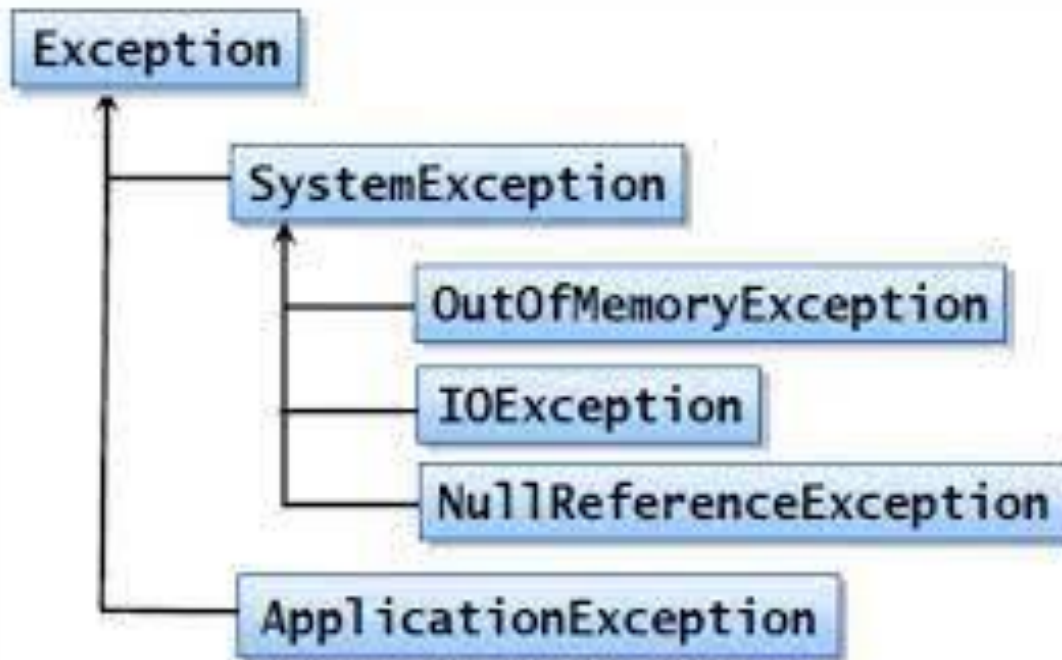 Exception
SystemException
OutOfMemoryException
IOException
NullReferenceException
ApplicationException